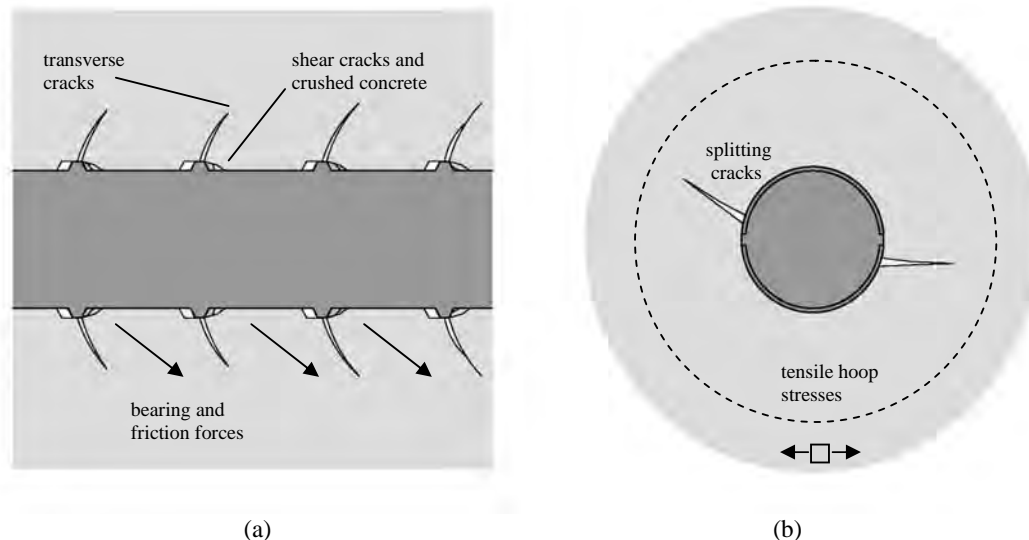 transverse
cracks
shear cracks and
crushed concrete
bearing and
friction forces
(a)
splitting
cracks
tensile hoop
stresses
(b)